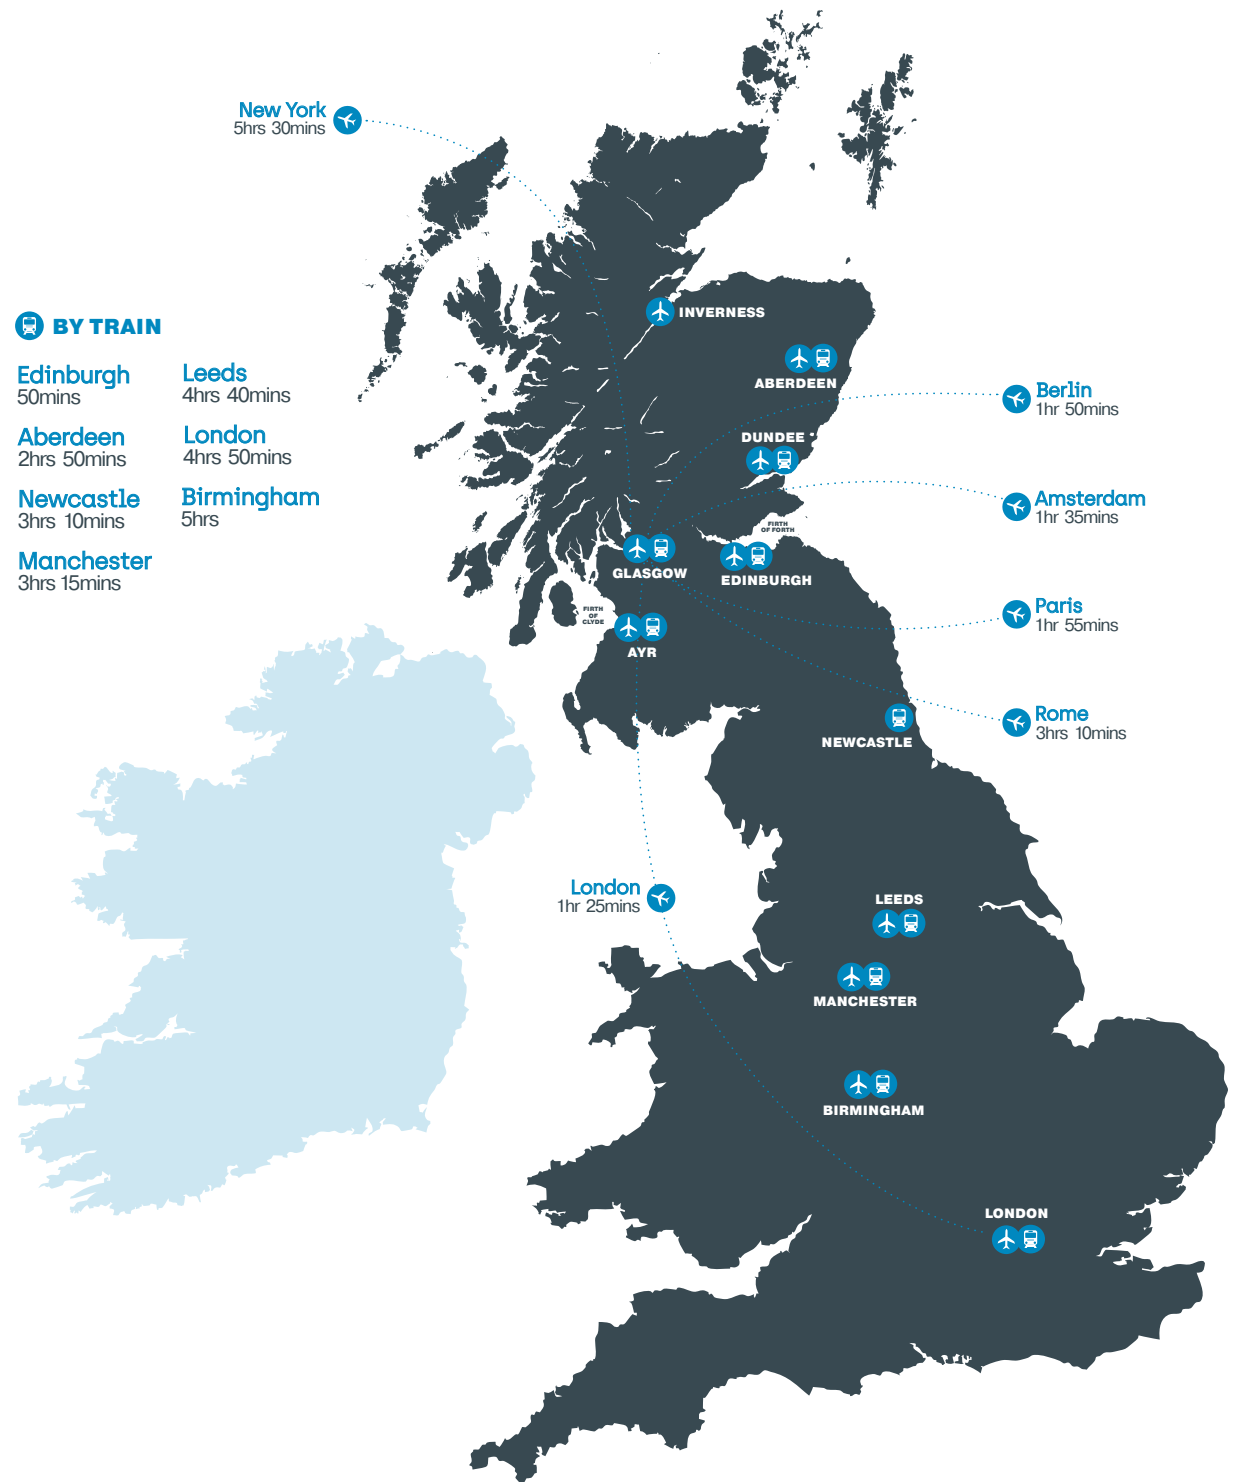 New York
5hrs 30mins
BY TRAIN
Edinburgh
50mins
Aberdeen
2hrs 50mins
Newcastle
3hrs 10mins
Manchester
3hrs 15mins
Leeds
4hrs 40mins
London
4hrs 50mins
Birmingham
5hrs
INVERNESS
ABERDEEN
DUNDEE
Berlin
1hr 50mins
Amsterdam
1hr 35mins
FIRTH
OF FORTH
GLASGOW
EDINBURGH
FIRTH
OF
CLYDE
AYR
Paris
1hr 55mins
Rome
3hrs 10mins
NEWCASTLE
London
1hr 25mins
LEEDS
MANCHESTER
BIRMINGHAM
LONDON